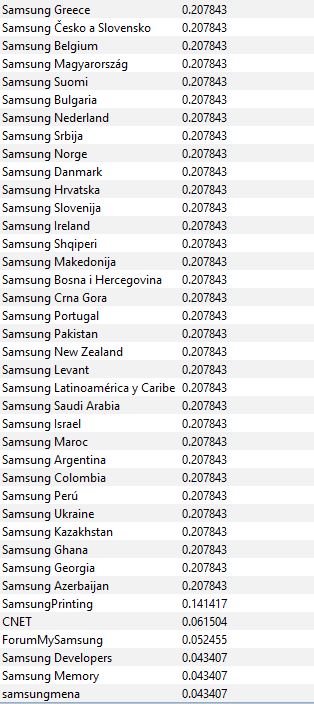 Samsung Greece 0.207843
Samsung Česko a Slovensko 0.207843
Samsung Belgium 0.207843
Samsung Magyarország 0.207843
Samsung Suomi 0.207843
Samsung Bulgaria 0.207843
Samsung Nederland 0.207843
Samsung Srbija 0.207843
Samsung Norge 0.207843
Samsung Danmark 0.207843
Samsung Hrvatska 0.207843
Samsung Slovenija 0.207843
Samsung Ireland 0.207843
Samsung Shqiperi 0.207843
Samsung Makedonija 0.207843
Samsung Bosna i Hercegovina 0.207843
Samsung Crna Gora 0.207843
Samsung Portugal 0.207843
Samsung Pakistan 0.207843
Samsung New Zealand 0.207843
Samsung Levant 0.207843
Samsung Latinoamérica y Caribe 0.207843
Samsung Saudi Arabia 0.207843
Samsung Israel 0.207843
Samsung Maroc 0.207843
Samsung Argentina 0.207843
Samsung Colombia 0.207843
Samsung Perú 0.207843
Samsung Ukraine 0.207843
Samsung Kazakhstan 0.207843
Samsung Ghana 0.207843
Samsung Georgia 0.207843
Samsung Azerbaijan 0.207843
SamsungPrinting 0.141417
CNET 0.061504
ForumMySamsung 0.052455
Samsung Developers 0.043407
Samsung Memory 0.043407
samsungmena 0.043407